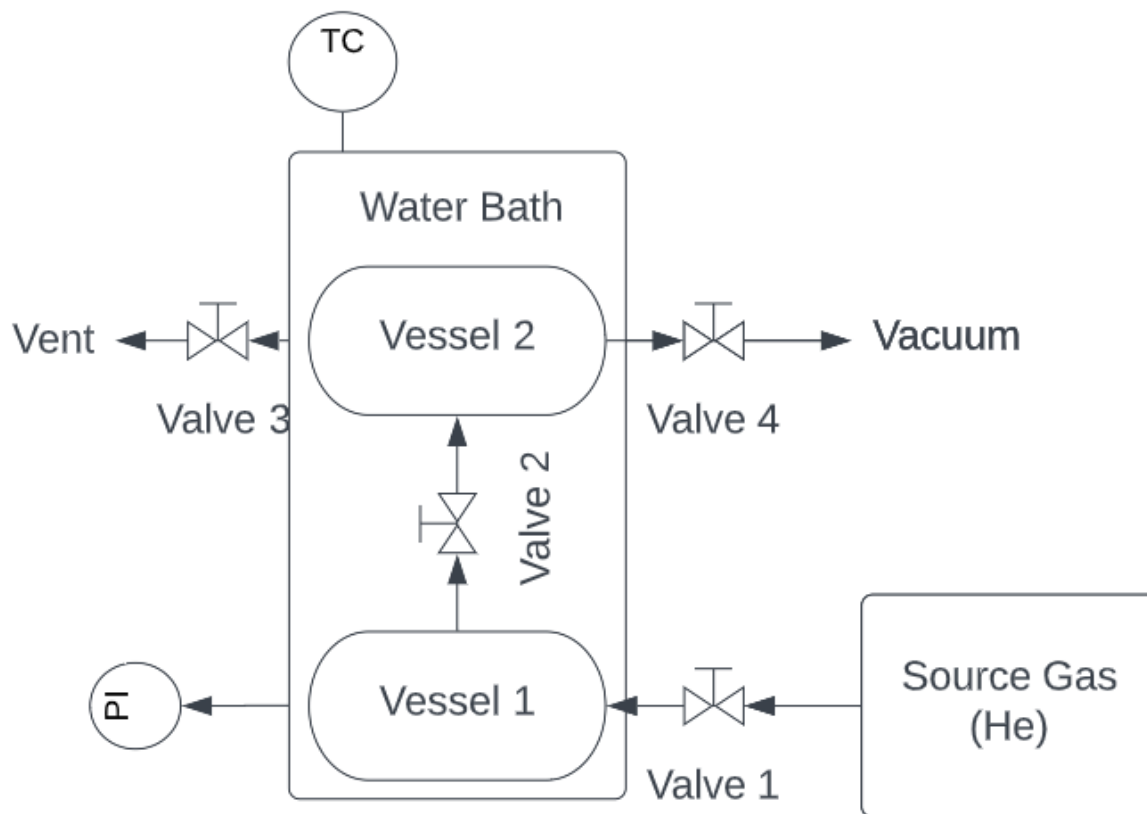 TC
Water Bath
Vessel 2
Vent
Vacuum
Valve 3
Valve 4
Valve 2
Vessel 1
PI
Source Gas
(He)
Valve 1